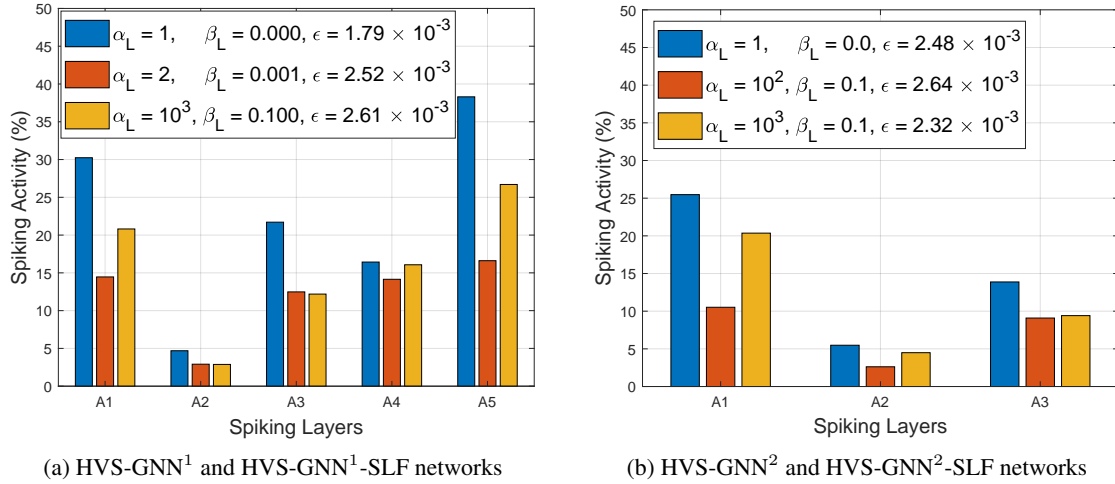 50
45
40
35
30
25
20
15
10
5
0
Spiking Activity (%)
α_L = 1, β_L = 0.000, ϵ = 1.79 × 10^-3
α_L = 2, β_L = 0.001, ϵ = 2.52 × 10^-3
α_L = 10^3, β_L = 0.100, ϵ = 2.61 × 10^-3
A1 A2 A3 A4 A5
Spiking Layers
(a) HVS-GNN^1 and HVS-GNN^1-SLF networks
50
45
40
35
30
25
20
15
10
5
0
Spiking Activity (%)
α_L = 1, β_L = 0.0, ϵ = 2.48 × 10^-3
α_L = 10^2, β_L = 0.1, ϵ = 2.64 × 10^-3
α_L = 10^3, β_L = 0.1, ϵ = 2.32 × 10^-3
A1 A2 A3
Spiking Layers
(b) HVS-GNN^2 and HVS-GNN^2-SLF networks